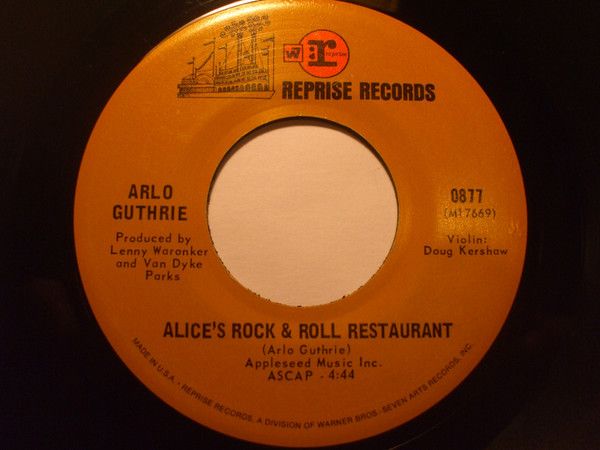 W r reprise
REPRISE RECORDS
ARLO
GUTHRIE
Produced by
Lenny Waronker
and Van Dyke
Parks
0877
(M17669)
Violin:
Doug Kershaw
ALICE'S ROCK & ROLL RESTAURANT
(Arlo Guthrie)
Appleseed Music Inc.
ASCAP - 4:44
MADE IN U.S.A. • REPRISE RECORDS, A DIVISION OF WARNER BROS.-SEVEN ARTS RECORDS, INC.